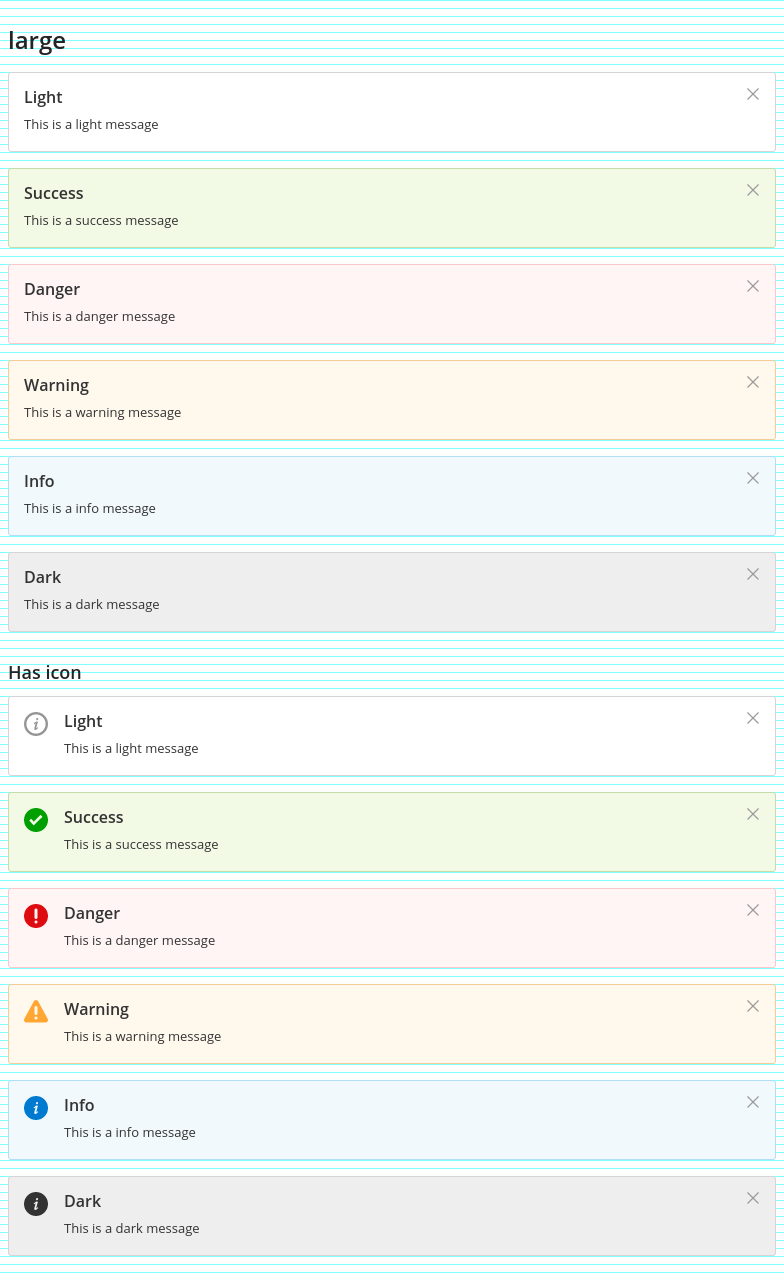 large
Light
This is a light message
Success
This is a success message
Danger
This is a danger message
Warning
This is a warning message
Info
This is a info message
Dark
This is a dark message
Has icon
Light
This is a light message
Success
This is a success message
Danger
This is a danger message
Warning
This is a warning message
Info
This is a info message
Dark
This is a dark message